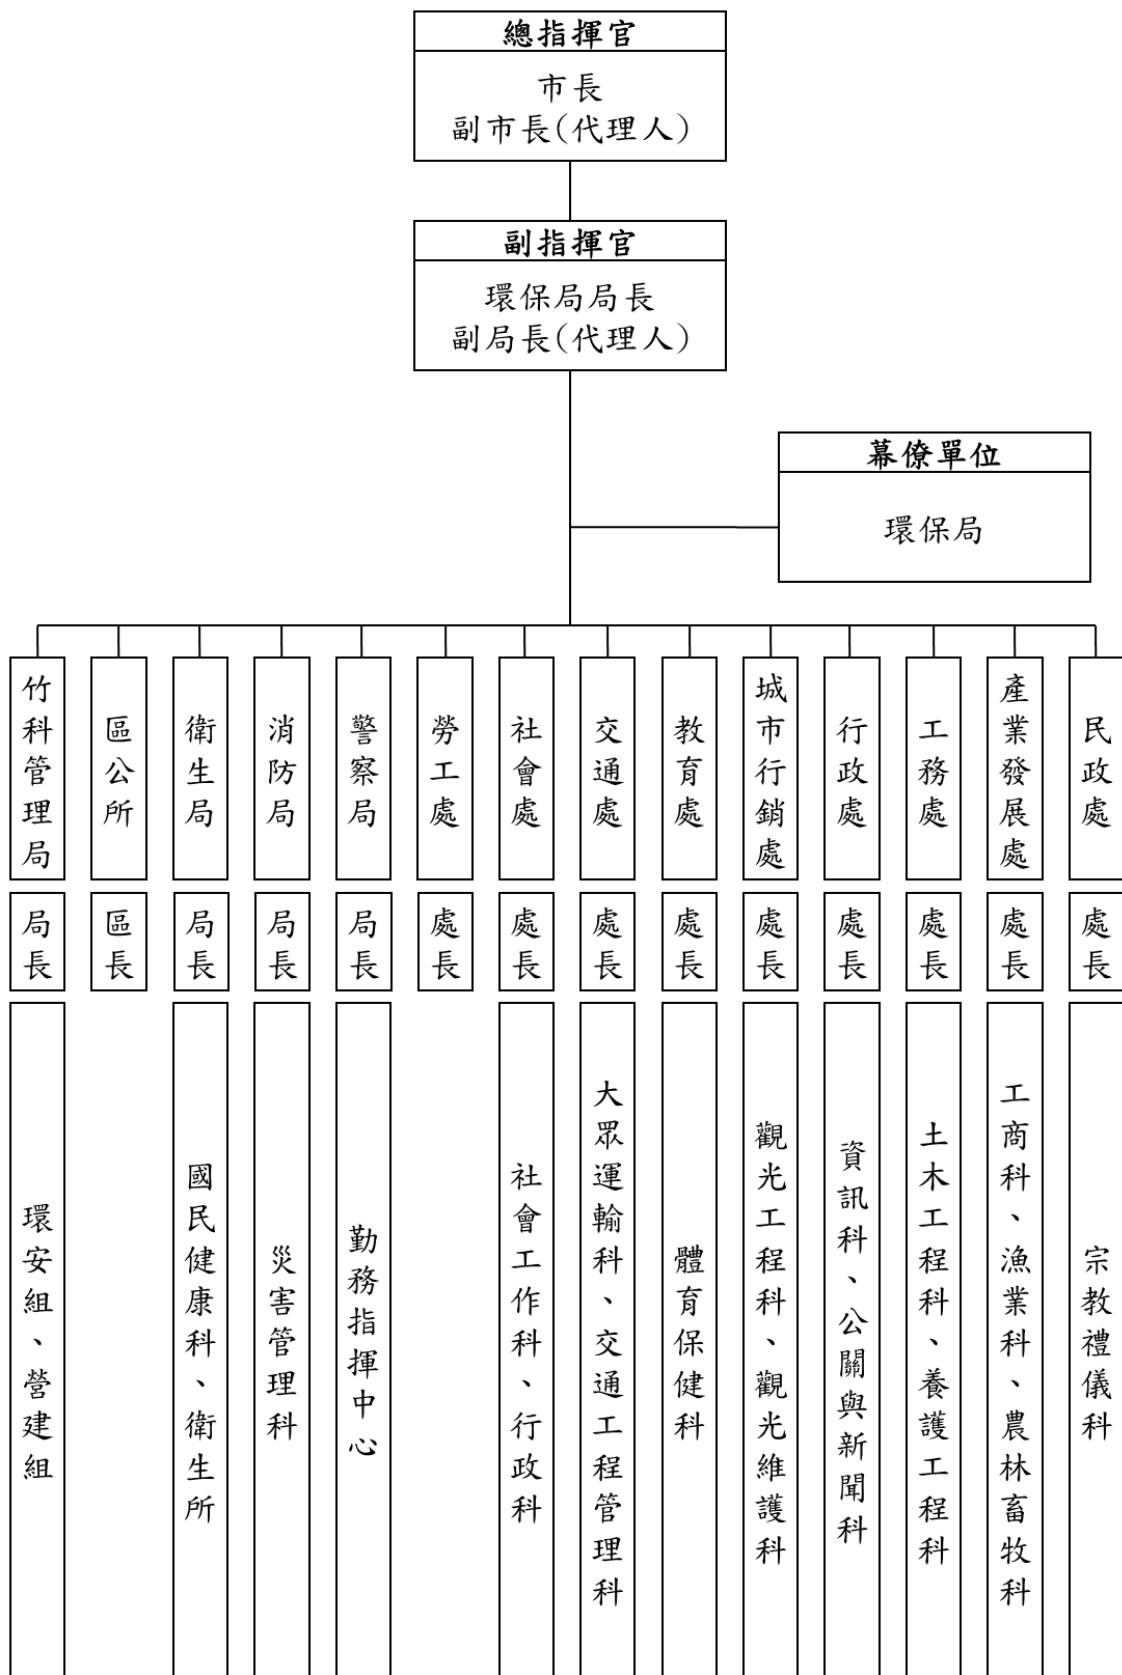 總指揮官
市長
副市長(代理人)
副指揮官
環保局局長
副局長(代理人)
幕僚單位
環保局
竹科管理局
區公所
衛生局
消防局
警察局
勞工處
社會處
交通處
教育處
城市行銷處
行政處
工務處
產業發展處
民政處
局長
區長
局長
局長
局長
處長
處長
處長
處長
處長
處長
處長
處長
處長
環安組、營建組
國民健康科、衛生所
災害管理科
勤務指揮中心
社會工作科、行政科
大眾運輸科、交通工程管理科
體育保健科
觀光工程科、觀光維護科
資訊科、公關與新聞科
土木工程科、養護工程科
工商科、漁業科、農林畜牧科
宗教禮儀科